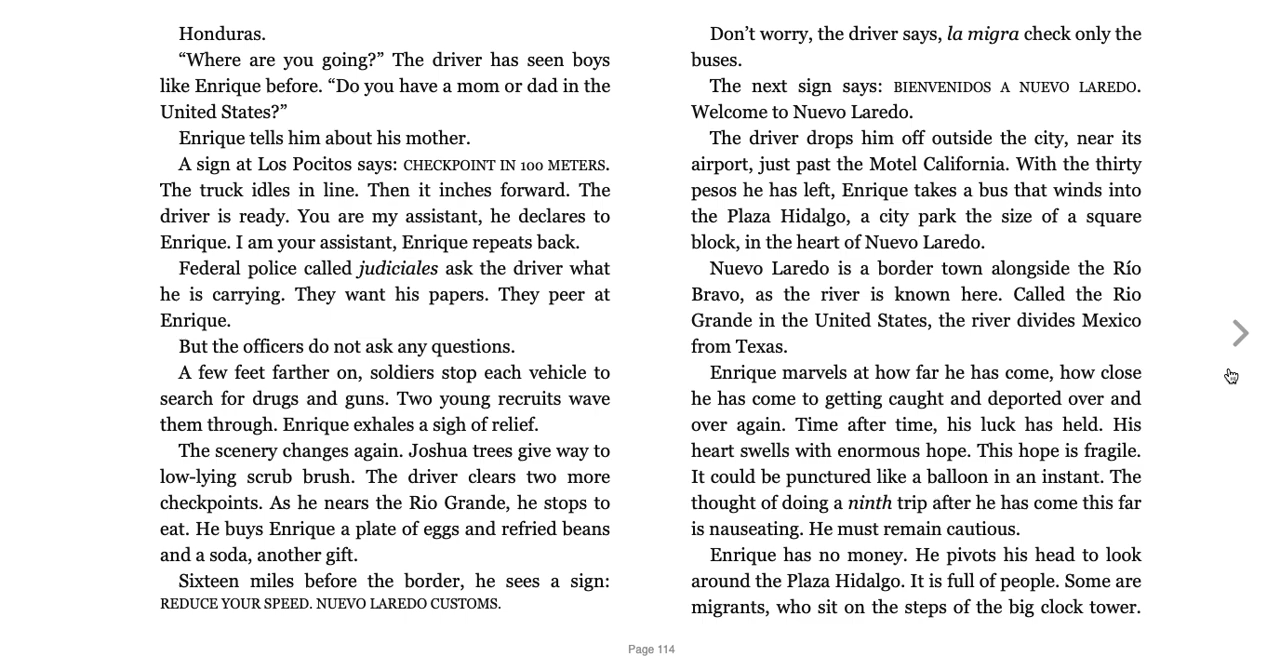 Honduras.
“Where are you going?” The driver has seen boys
like Enrique before. “Do you have a mom or dad in the
United States?”
Enrique tells him about his mother.
A sign at Los Pocitos says: CHECKPOINT IN 100 METERS.
The truck idles in line. Then it inches forward. The
driver is ready. You are my assistant, he declares to
Enrique. I am your assistant, Enrique repeats back.
Federal police called judiciales ask the driver what
he is carrying. They want his papers. They peer at
Enrique.
But the officers do not ask any questions.
A few feet farther on, soldiers stop each vehicle to
search for drugs and guns. Two young recruits wave
them through. Enrique exhales a sigh of relief.
The scenery changes again. Joshua trees give way to
low-lying scrub brush. The driver clears two more
checkpoints. As he nears the Rio Grande, he stops to
eat. He buys Enrique a plate of eggs and refried beans
and a soda, another gift.
Sixteen miles before the border, he sees a sign:
REDUCE YOUR SPEED. NUEVO LAREDO CUSTOMS.
Don’t worry, the driver says, la migra check only the
buses.
The next sign says: BIENVENIDOS A NUEVO LAREDO.
Welcome to Nuevo Laredo.
The driver drops him off outside the city, near its
airport, just past the Motel California. With the thirty
pesos he has left, Enrique takes a bus that winds into
the Plaza Hidalgo, a city park the size of a square
block, in the heart of Nuevo Laredo.
Nuevo Laredo is a border town alongside the Río
Bravo, as the river is known here. Called the Rio
Grande in the United States, the river divides Mexico
from Texas.
Enrique marvels at how far he has come, how close
he has come to getting caught and deported over and
over again. Time after time, his luck has held. His
heart swells with enormous hope. This hope is fragile.
It could be punctured like a balloon in an instant. The
thought of doing a ninth trip after he has come this far
is nauseating. He must remain cautious.
Enrique has no money. He pivots his head to look
around the Plaza Hidalgo. It is full of people. Some are
migrants, who sit on the steps of the big clock tower.
Page 114